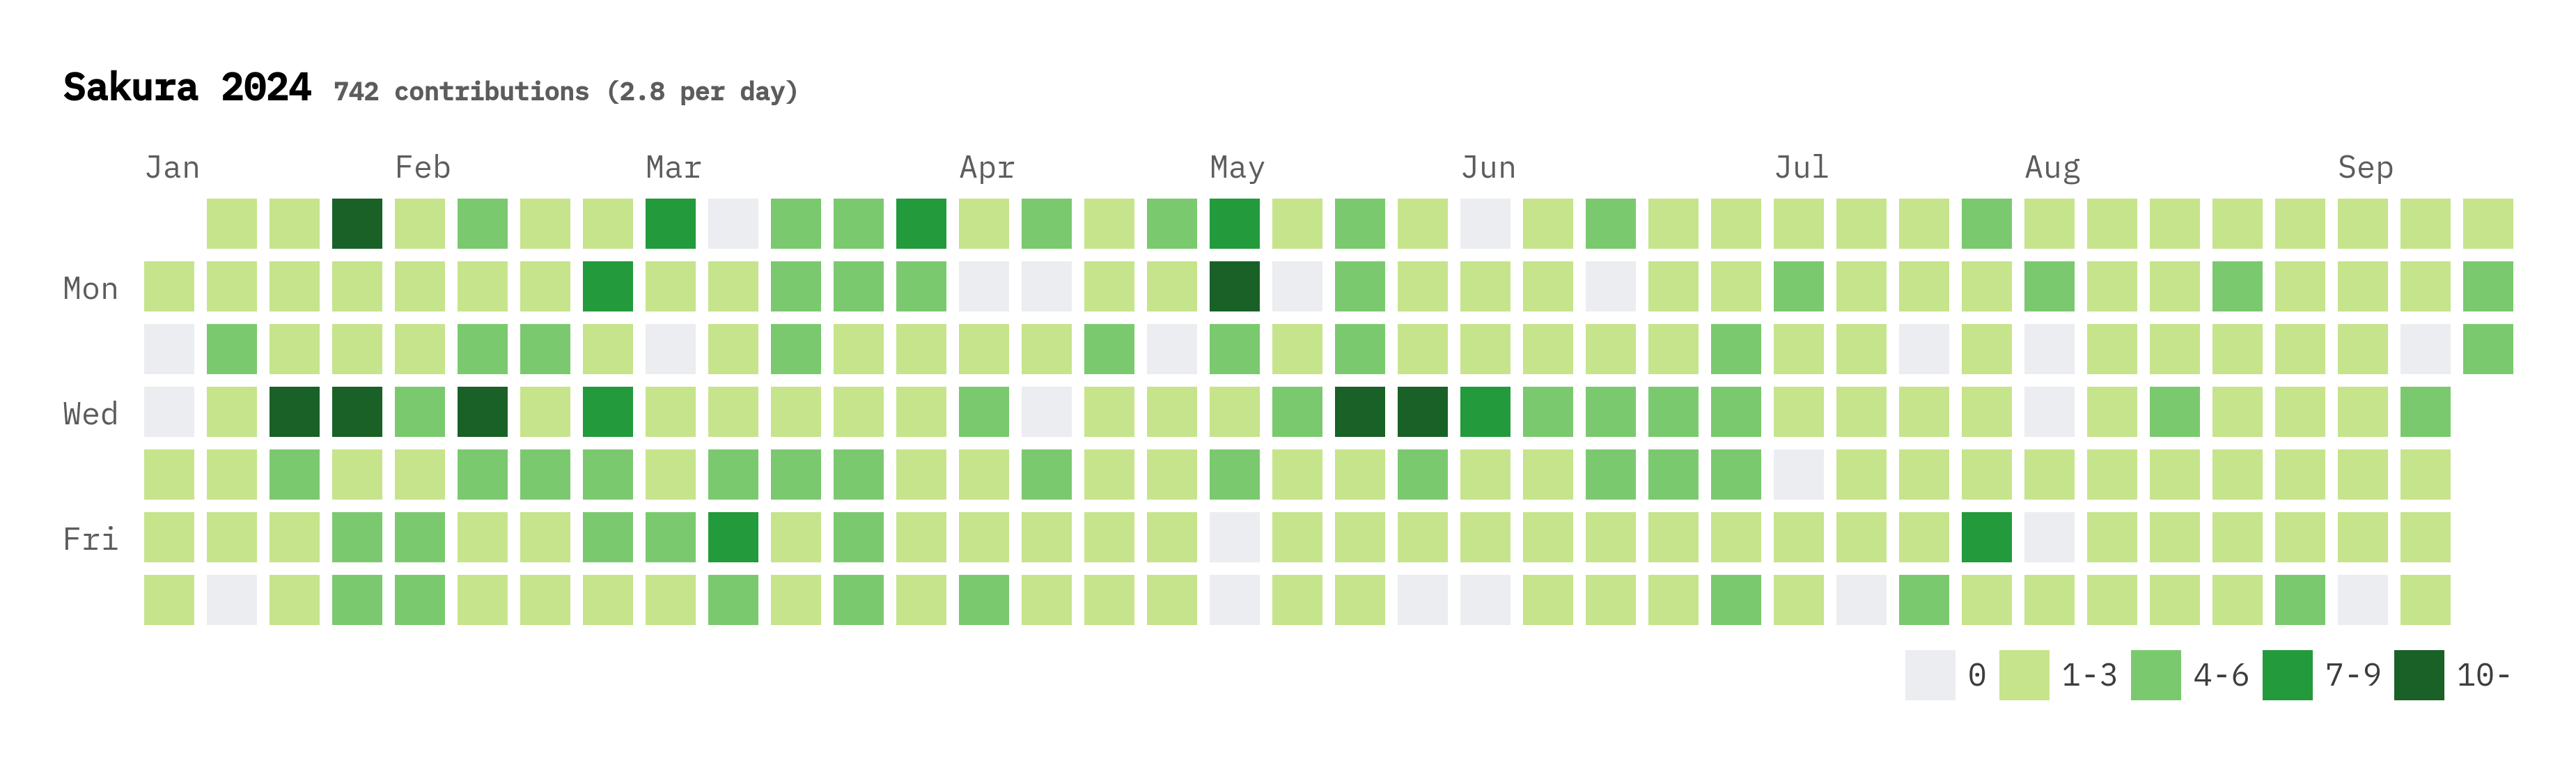 Sakura 2024 742 contributions (2.8 per day)
Jan Feb Mar Apr May Jun Jul Aug Sep
Mon
Wed
Fri
0 1-3 4-6 7-9 10-